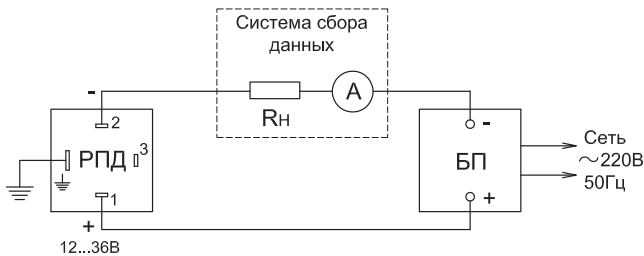 Система сбора
данных
-
A
2
Rн
-
3
РПД
БП
Сеть
~220В
50Гц
1
+
+
12...36В